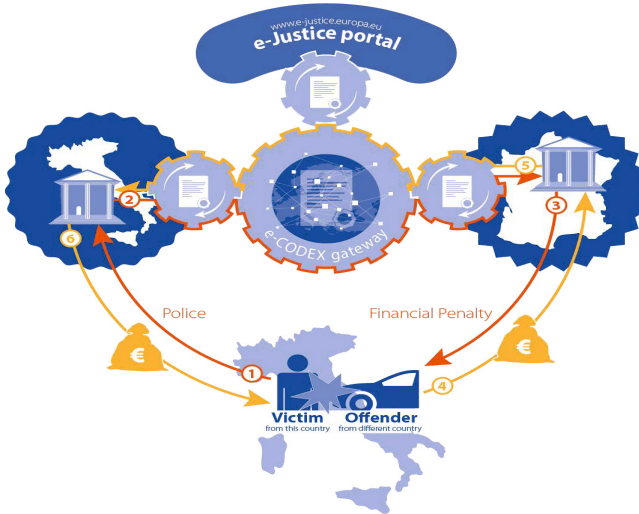 www.e-justice.europa.eu
e-Justice portal
e-CODEX gateway
5
2
3
6
Police
Financial Penalty
€
€
1
4
Victim
from this country
Offender
from different country